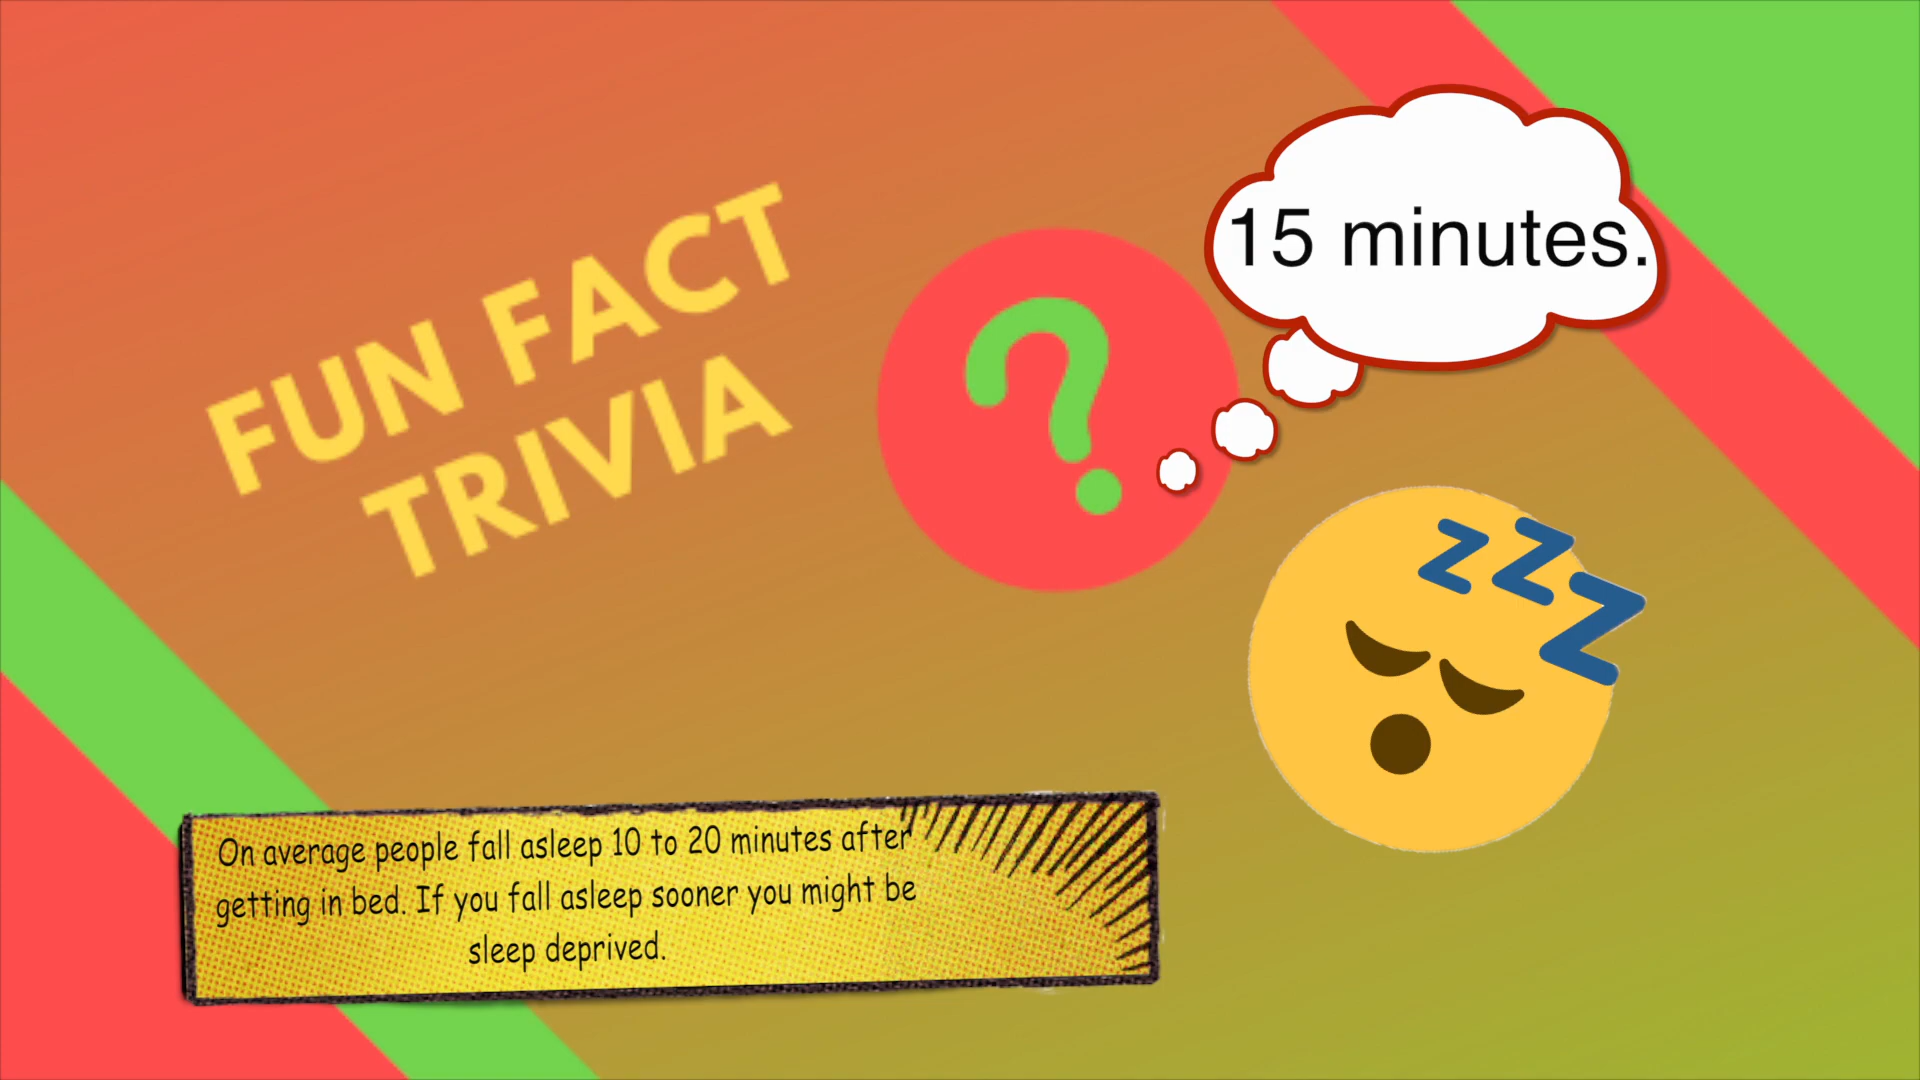 FUN FACT
TRIVIA
?
15 minutes.
z z z
On average people fall asleep 10 to 20 minutes after
getting in bed. If you fall asleep sooner you might be
sleep deprived.